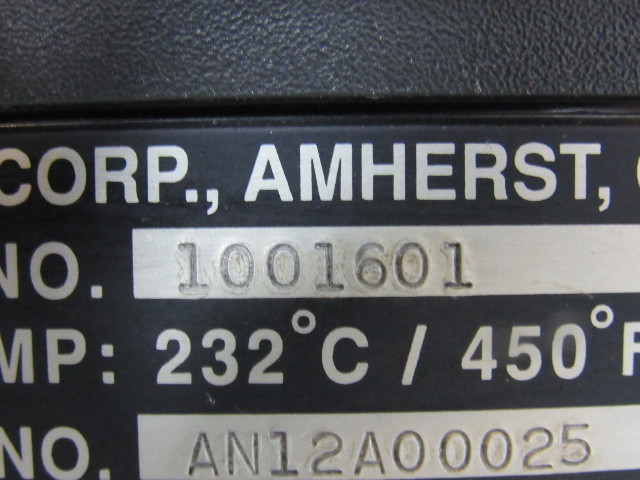 CORP., AMHERST,
NO. 1001601
MP: 232°C / 450°F
NO. AN12A00025